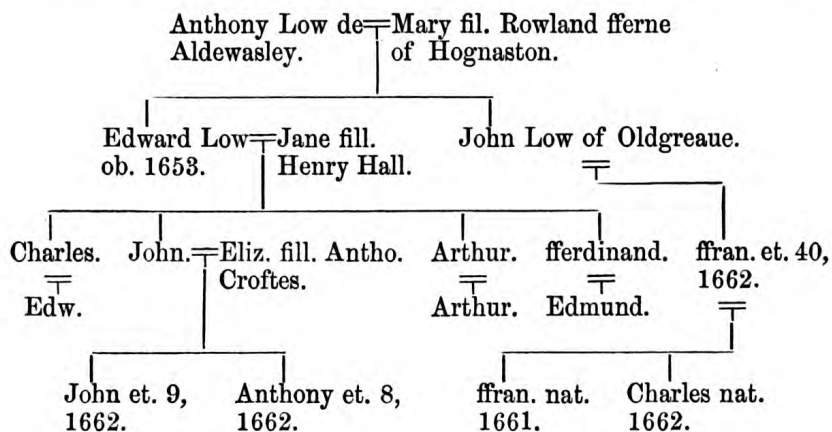 Anthony Low de Mary fil. Rowland fferne
Aldewasley. of Hognaston.
Edward Low Jane fill. John Low of Oldgreaue.
ob. 1653. Henry Hall.
Charles. John. Eliz. fill. Antho. Arthur. fferdinand. ffran. et. 40,
Croftes. 1662.
Edw. Arthur. Edmund.
John et. 9, Anthony et. 8, ffran. nat. Charles nat.
1662. 1662. 1661. 1662.